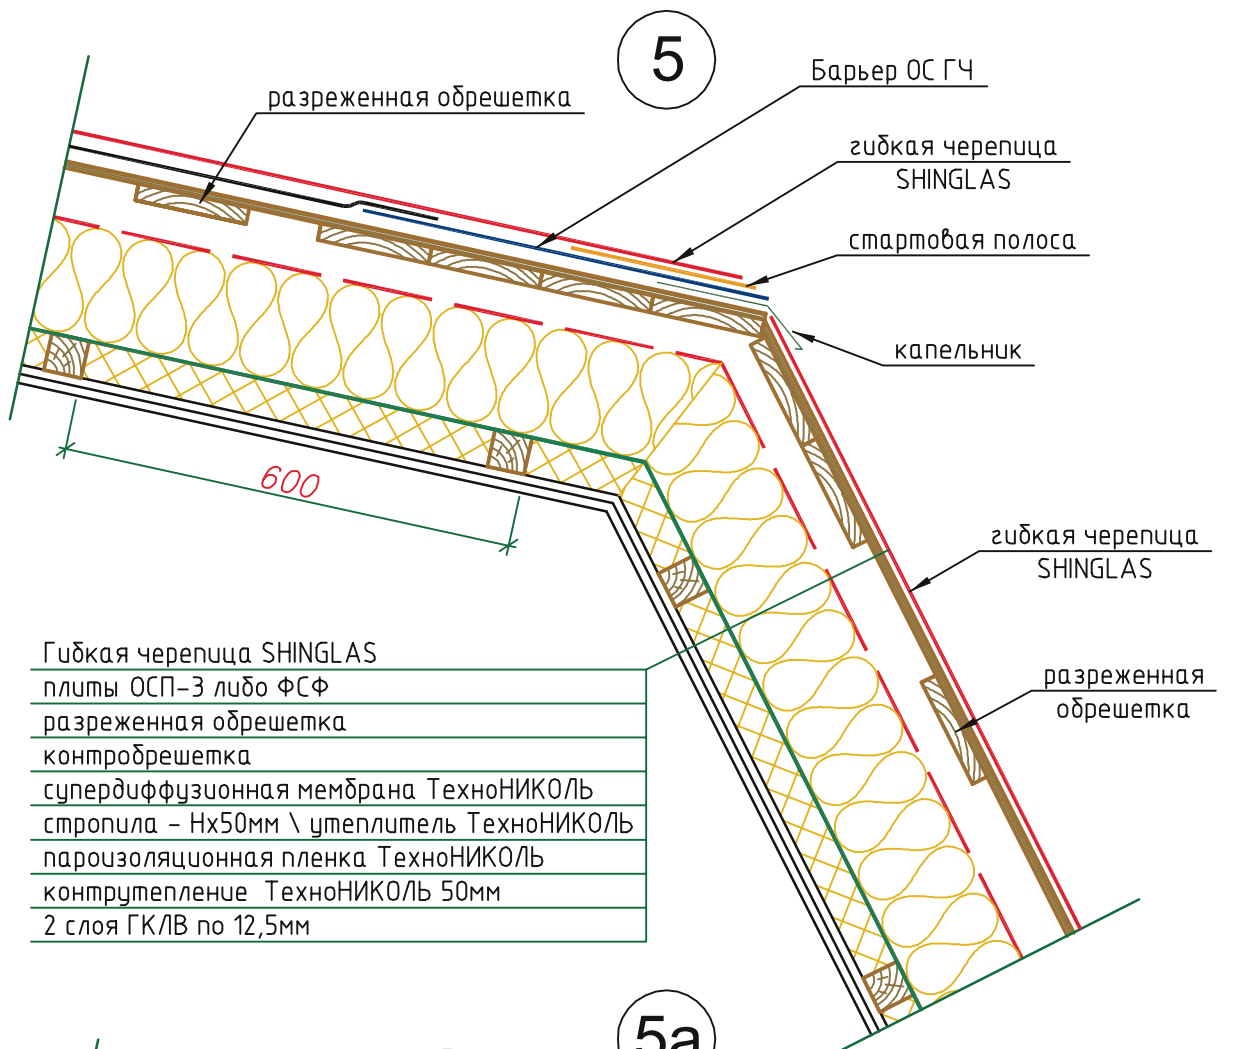 5
Барьер ОС ГЧ
разреженная обрешетка
гибкая черепица
SHINGLAS
стартовая полоса
капельник
600
гибкая черепица
SHINGLAS
разреженная
обрешетка
Гибкая черепица SHINGLAS
плиты ОСП-3 либо ФСФ
разреженная обрешетка
контробрешетка
супердиффузионная мембрана ТехноНИКОЛЬ
стропила - Нх50мм \ утеплитель ТехноНИКОЛЬ
пароизоляционная пленка ТехноНИКОЛЬ
контрутепление ТехноНИКОЛЬ 50мм
2 слоя ГКЛВ по 12,5мм
5а